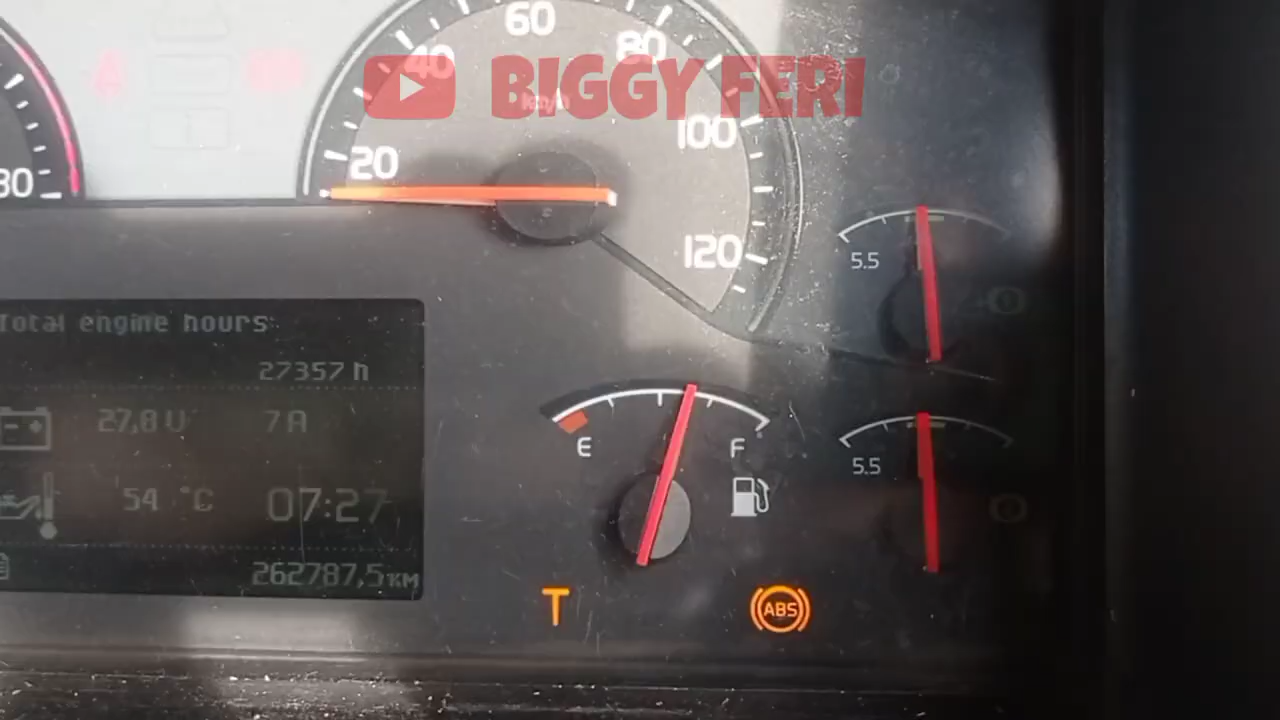 60
40
80
BIGGY FERI
km/h
100
20
30
120
5.5
Total engine hours
27357 h
27,8 U 7 A
E F
5.5
54 °C 07:27
262787,5 KM
T
ABS